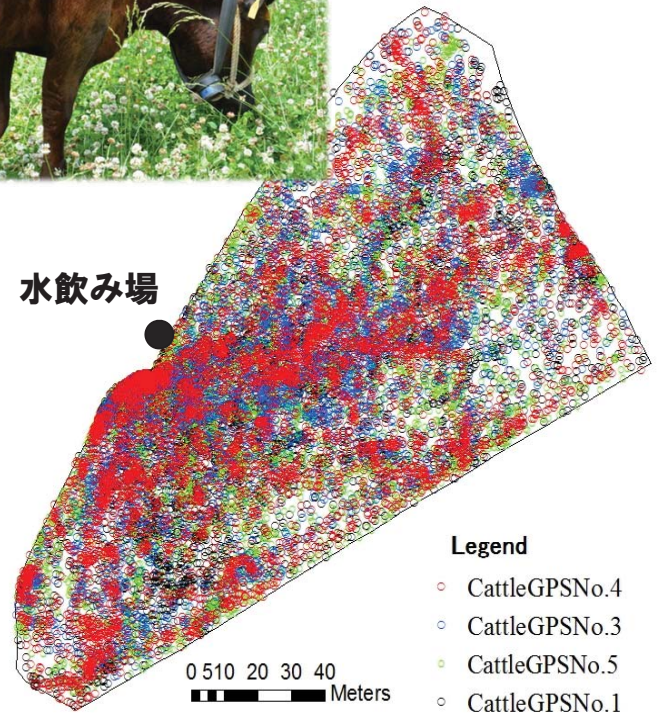 水飲み場
Legend
CattleGPSNo.4
CattleGPSNo.3
CattleGPSNo.5
CattleGPSNo.1
0 510 20 30 40
Meters